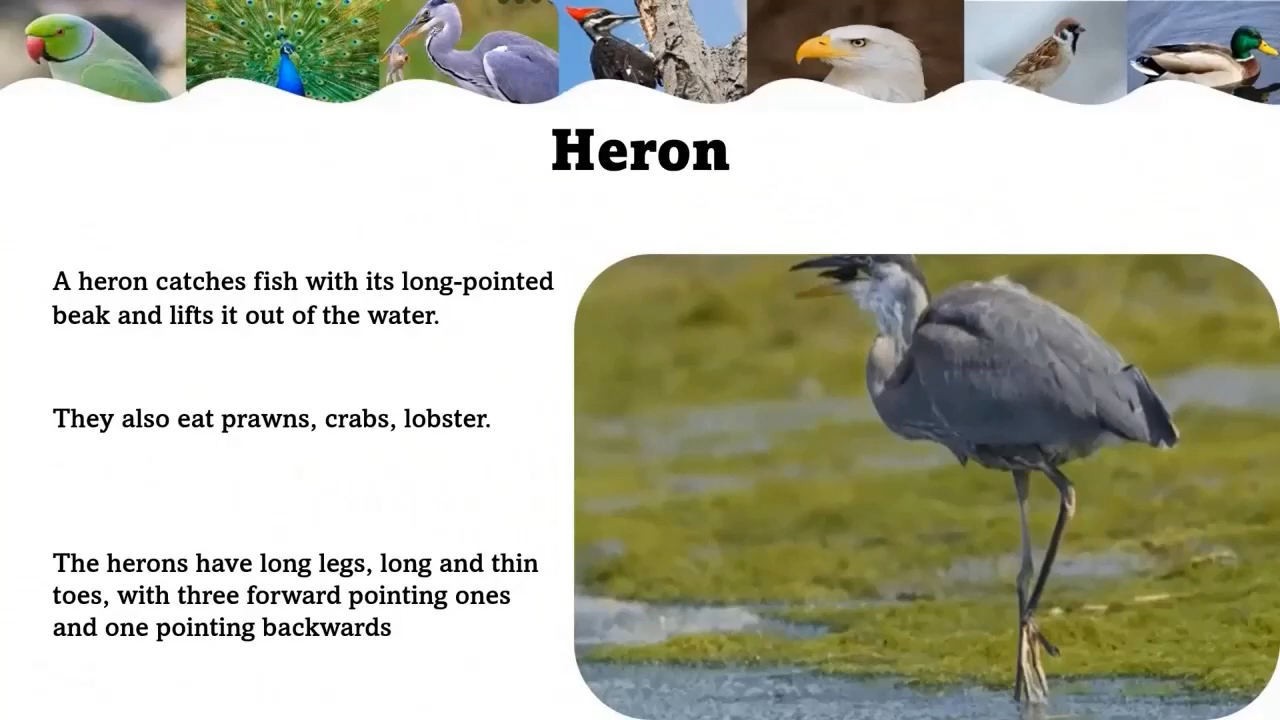 Heron
A heron catches fish with its long-pointed
beak and lifts it out of the water.
They also eat prawns, crabs, lobster.
The herons have long legs, long and thin
toes, with three forward pointing ones
and one pointing backwards